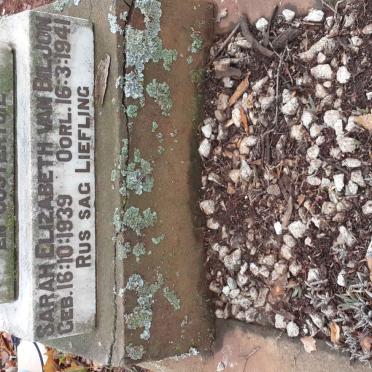 SARAH ELIZABETH VAN BILJON
GEB. 16:10:1939 OORL. 16:3:1941
RUS SAG LIEFLING